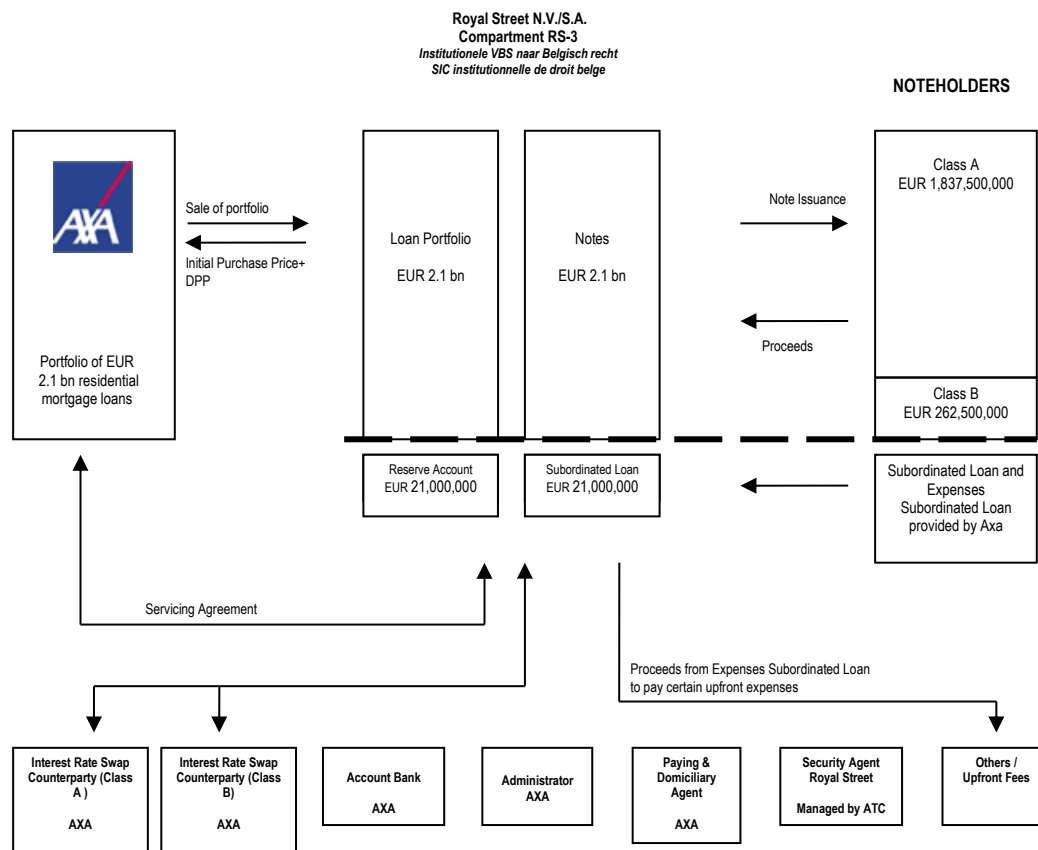 Royal Street N.V./S.A.
Compartment RS-3
Institutionele VBS naar Belgisch recht
SIC institutionnelle de droit belge
NOTEHOLDERS
AXA
Portfolio of EUR
2.1 bn residential
mortgage loans
Sale of portfolio
Initial Purchase Price+
DPP
Loan Portfolio
EUR 2.1 bn
Notes
EUR 2.1 bn
Note Issuance
Proceeds
Class A
EUR 1,837,500,000
Class B
EUR 262,500,000
Reserve Account
EUR 21,000,000
Subordinated Loan
EUR 21,000,000
Subordinated Loan and
Expenses
Subordinated Loan
provided by Axa
Servicing Agreement
Proceeds from Expenses Subordinated Loan
to pay certain upfront expenses
Interest Rate Swap
Counterparty (Class
A )
AXA
Interest Rate Swap
Counterparty (Class
B)
AXA
Account Bank
AXA
Administrator
AXA
Paying &
Domiciliary
Agent
AXA
Security Agent
Royal Street
Managed by ATC
Others /
Upfront Fees